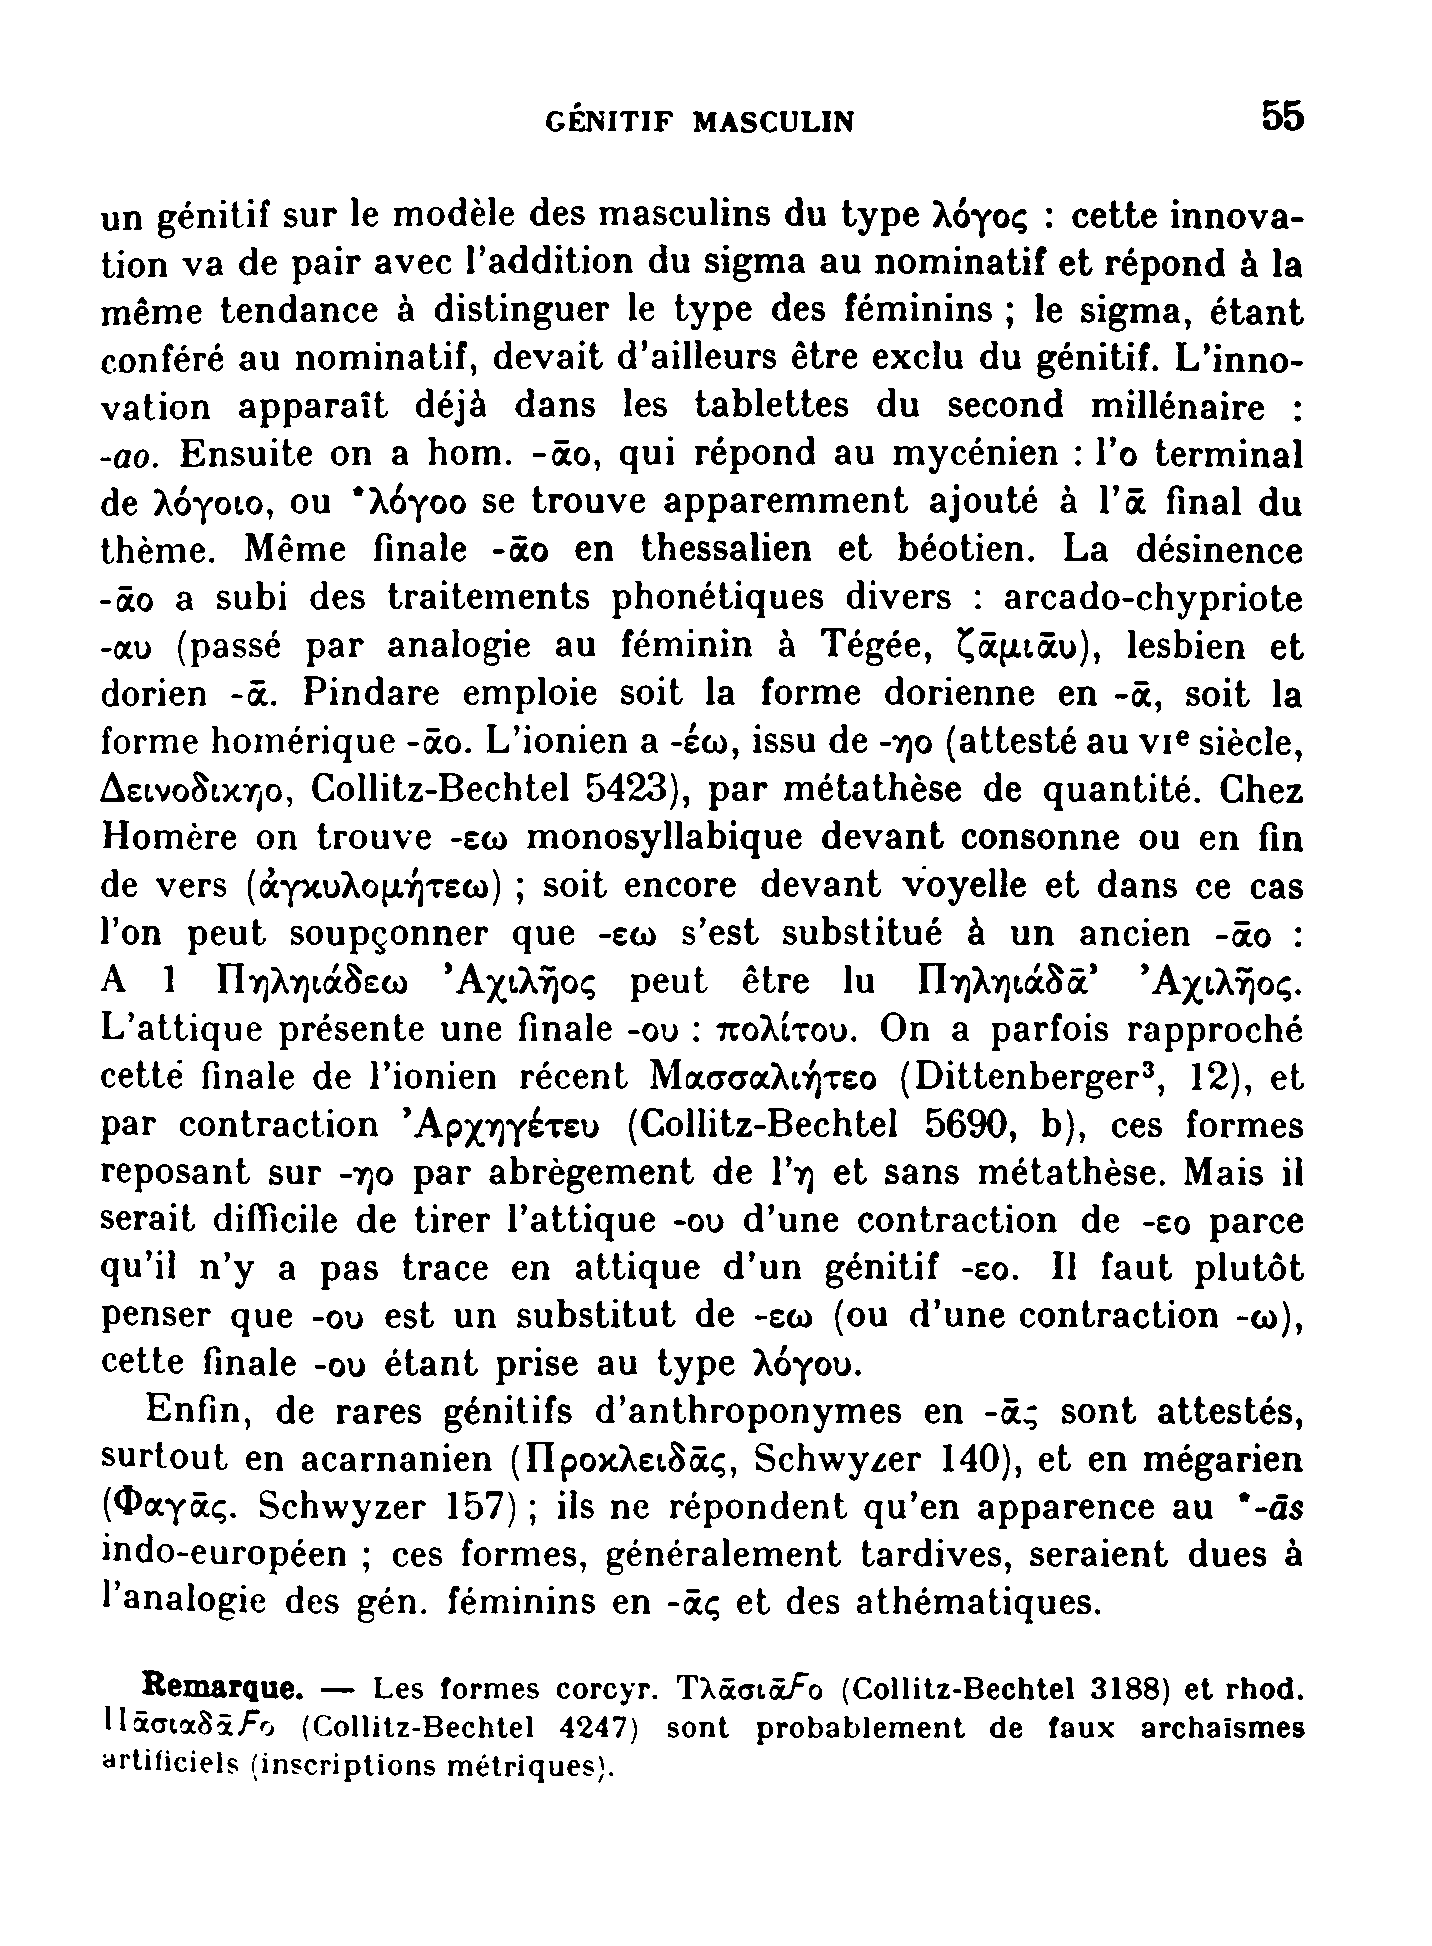 GÉNITIF MASCULIN 55
un génitif sur le modèle des masculins du type λόγος : cette innova-
tion va de pair avec l'addition du sigma au nominatif et répond à la
même tendance à distinguer le type des féminins ; le sigma, étant
conféré au nominatif, devait d'ailleurs être exclu du génitif. L'inno-
vation apparaît déjà dans les tablettes du second millénaire :
-ao. Ensuite on a hom. -ᾱο, qui répond au mycénien : l'o terminal
de λόγοιο, ou *λόγοο se trouve apparemment ajouté à l'ᾱ final du
thème. Même finale -ᾱο en thessalien et béotien. La désinence
-ᾱο a subi des traitements phonétiques divers : arcado-chypriote
-αυ (passé par analogie au féminin à Tégée, ζᾱμιᾱυ), lesbien et
dorien -ᾱ. Pindare emploie soit la forme dorienne en -ᾱ, soit la
forme homérique -ᾱο. L'ionien a -έω, issu de -ηο (attesté au VIe siècle,
Δεινοδικηο, Collitz-Bechtel 5423), par métathèse de quantité. Chez
Homère on trouve -εω monosyllabique devant consonne ou en fin
de vers (ἀγκυλομήτεω) ; soit encore devant voyelle et dans ce cas
l'on peut soupçonner que -εω s'est substitué à un ancien -ᾱο :
A 1 Πηληιάδεω Ἀχιλῆος peut être lu Πηληιάδᾱ' Ἀχιλῆος.
L'attique présente une finale -ου : πολίτου. On a parfois rapproché
cette finale de l'ionien récent Μασσαλιήτεο (Dittenberger³, 12), et
par contraction Ἀρχηγέτευ (Collitz-Bechtel 5690, b), ces formes
reposant sur -ηο par abrègement de l'η et sans métathèse. Mais il
serait difficile de tirer l'attique -ου d'une contraction de -εο parce
qu'il n'y a pas trace en attique d'un génitif -εο. Il faut plutôt
penser que -ου est un substitut de -εω (ou d'une contraction -ω),
cette finale -ου étant prise au type λόγου.
Enfin, de rares génitifs d'anthroponymes en -ᾱς sont attestés,
surtout en acarnanien (Προκλειδᾱς, Schwyzer 140), et en mégarien
(Φαγᾱς. Schwyzer 157) ; ils ne répondent qu'en apparence au *-ās
indo-européen ; ces formes, généralement tardives, seraient dues à
l'analogie des gén. féminins en -ᾱς et des athématiques.
Remarque. — Les formes corcyr. Τλᾱσιᾱϝο (Collitz-Bechtel 3188) et rhod.
Πᾱσιαδᾱϝο (Collitz-Bechtel 4247) sont probablement de faux archaïsmes
artificiels (inscriptions métriques).